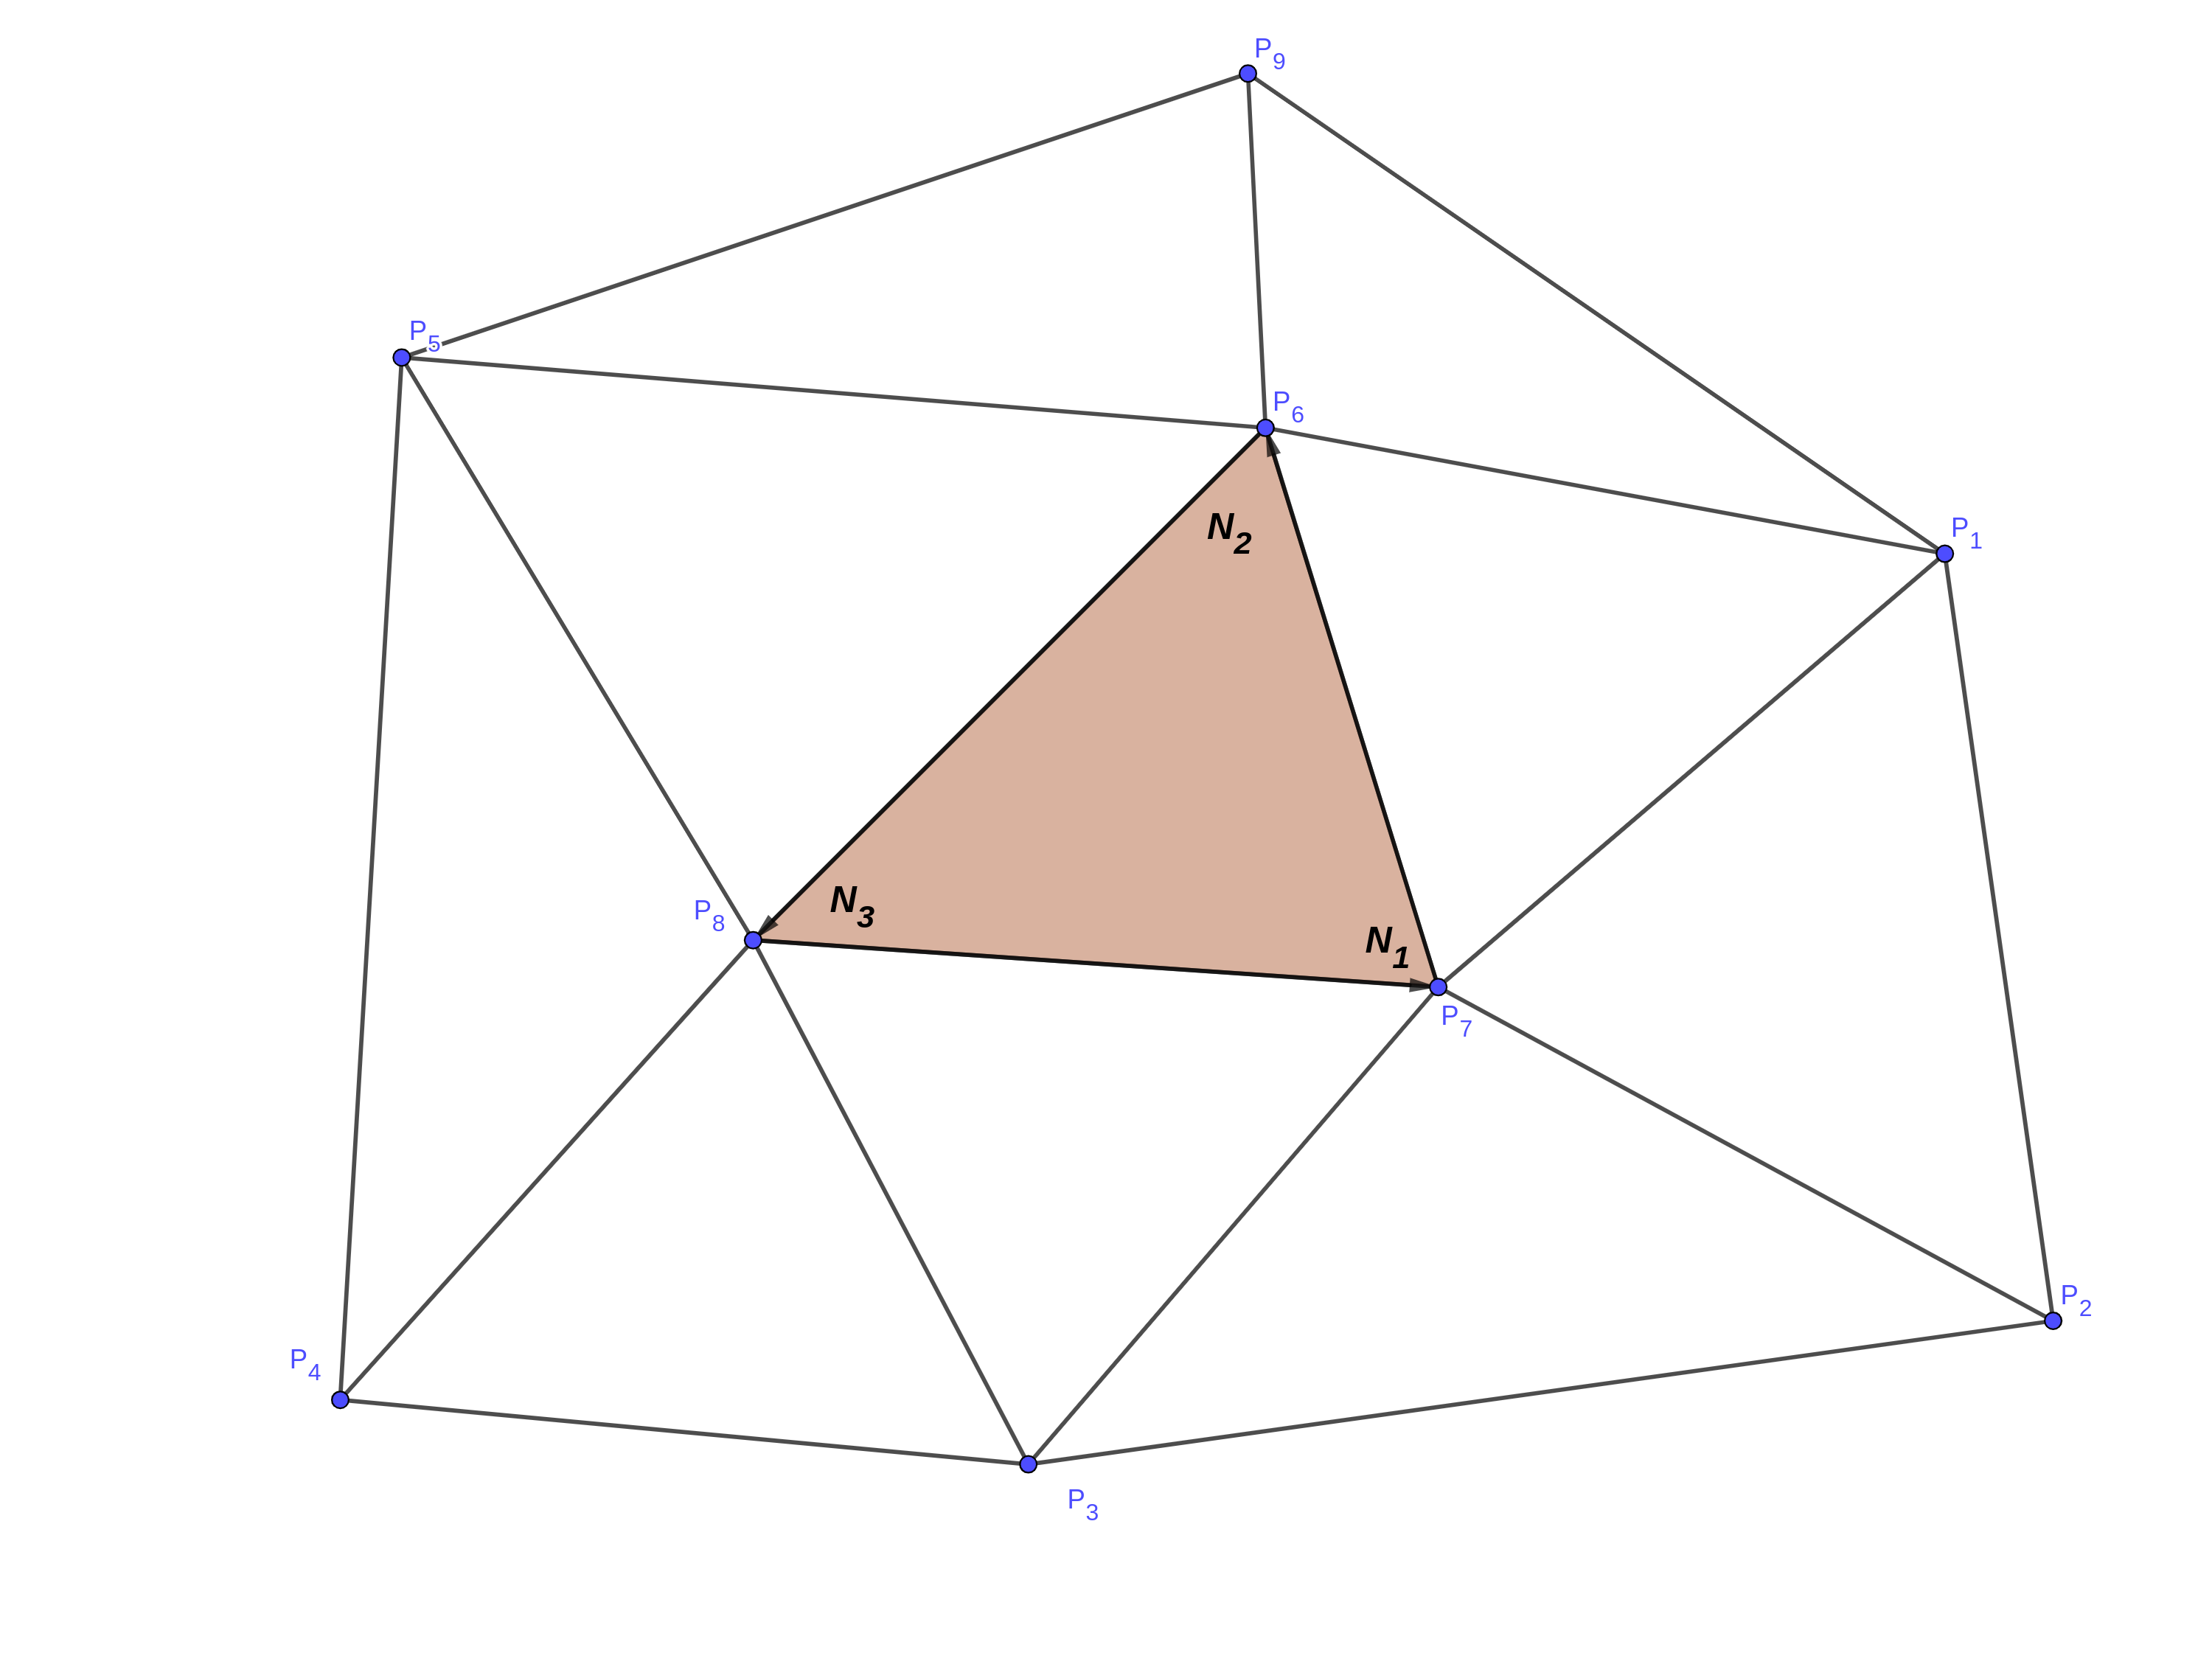 P₉
P₅
P₆
N₂
P₁
N₃
P₈
N₁
P₇
P₂
P₄
P₃